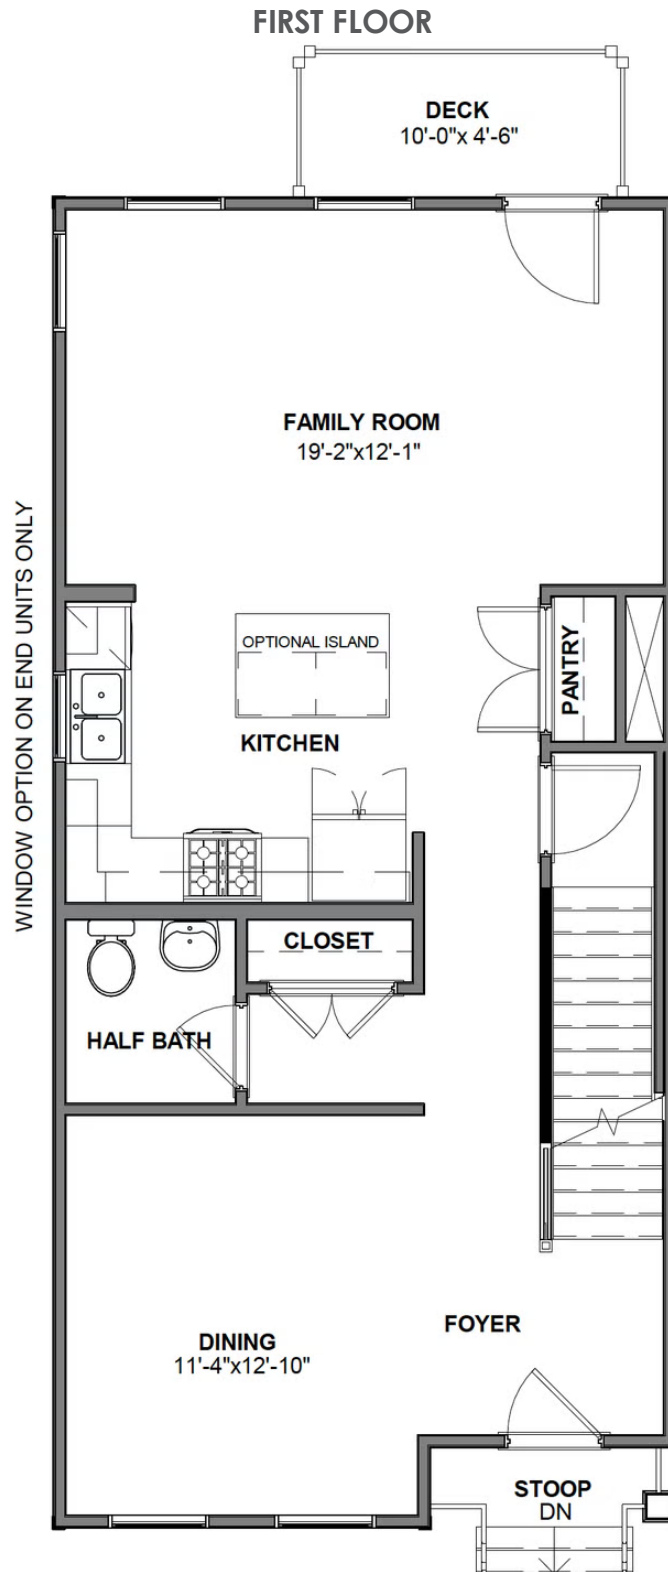 FIRST FLOOR
DECK
10'-0"x 4'-6"
FAMILY ROOM
19'-2"x12'-1"
WINDOW OPTION ON END UNITS ONLY
OPTIONAL ISLAND
PANTRY
KITCHEN
CLOSET
HALF BATH
FOYER
DINING
11'-4"x12'-10"
STOOP
DN